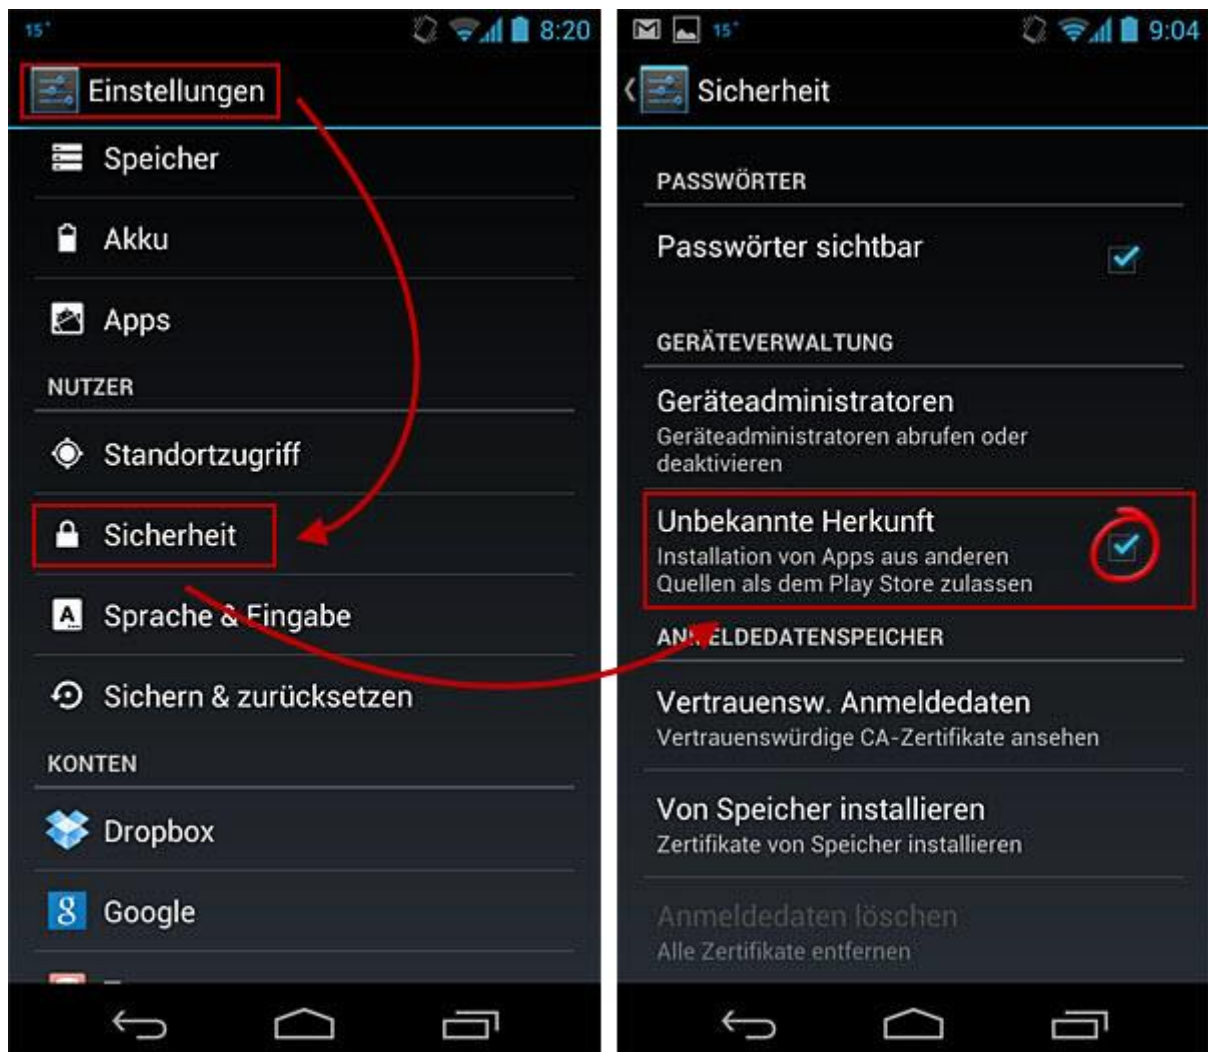 15°
8:20
Einstellungen
Speicher
Akku
Apps
NUTZER
Standortzugriff
Sicherheit
Sprache & Eingabe
Sichern & zurücksetzen
KONTEN
Dropbox
Google
15°
9:04
Sicherheit
PASSWÖRTER
Passwörter sichtbar
GERÄTEVERWALTUNG
Geräteadministratoren
Geräteadministratoren abrufen oder
deaktivieren
Unbekannte Herkunft
Installation von Apps aus anderen
Quellen als dem Play Store zulassen
ANMELDEDATENSPEICHER
Vertrauensw. Anmeldedaten
Vertrauenswürdige CA-Zertifikate ansehen
Von Speicher installieren
Zertifikate von Speicher installieren
Anmeldedaten löschen
Alle Zertifikate entfernen